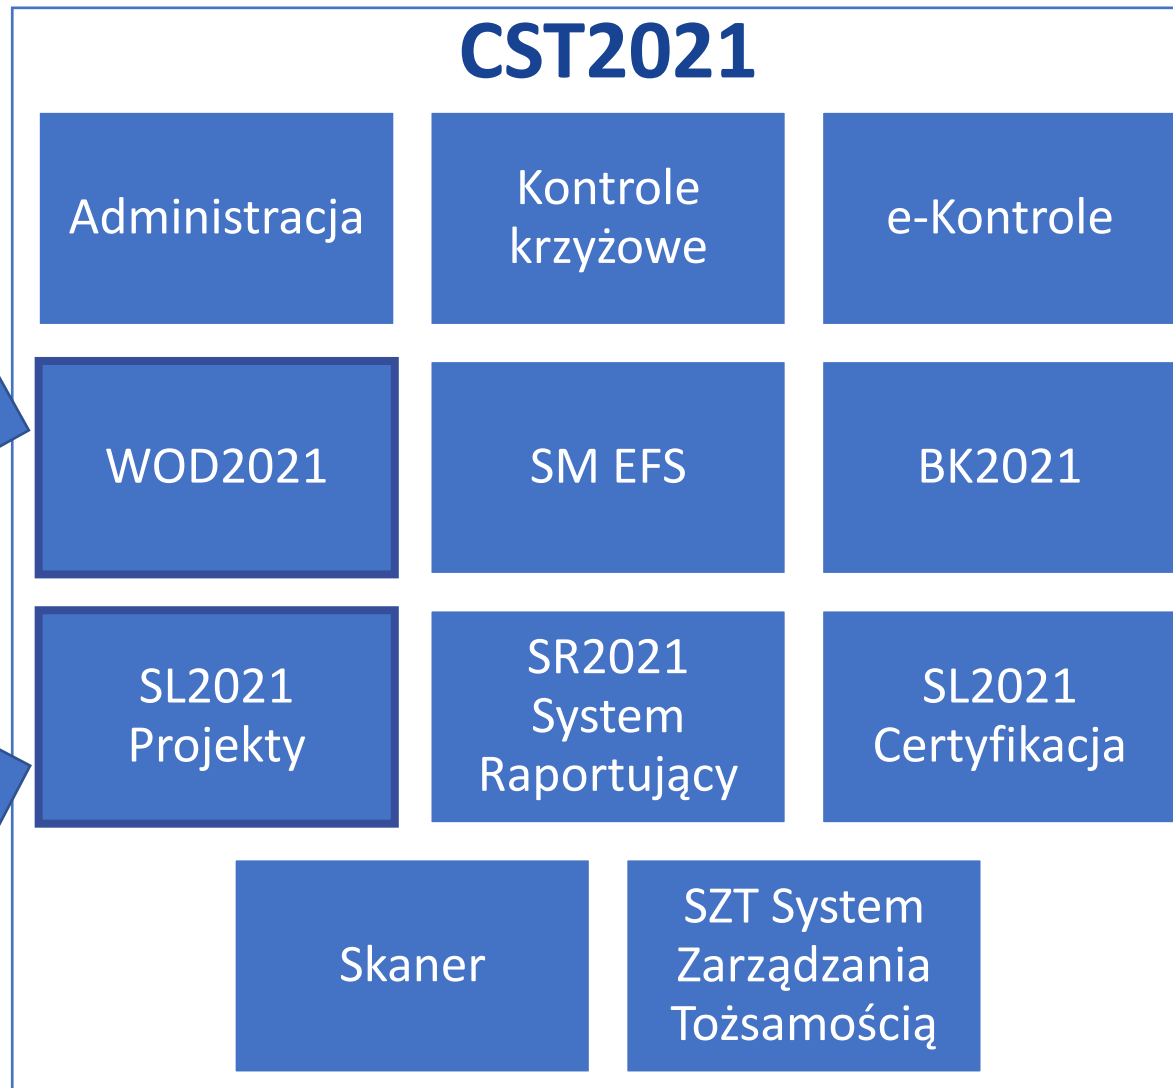 CST2021
Administracja
Kontrole
krzyżowe
e-Kontrole
WOD2021
SM EFS
BK2021
SL2021
Projekty
SR2021
System
Raportujący
SL2021
Certyfikacja
Skaner
SZT System
Zarządzania
Tożsamością